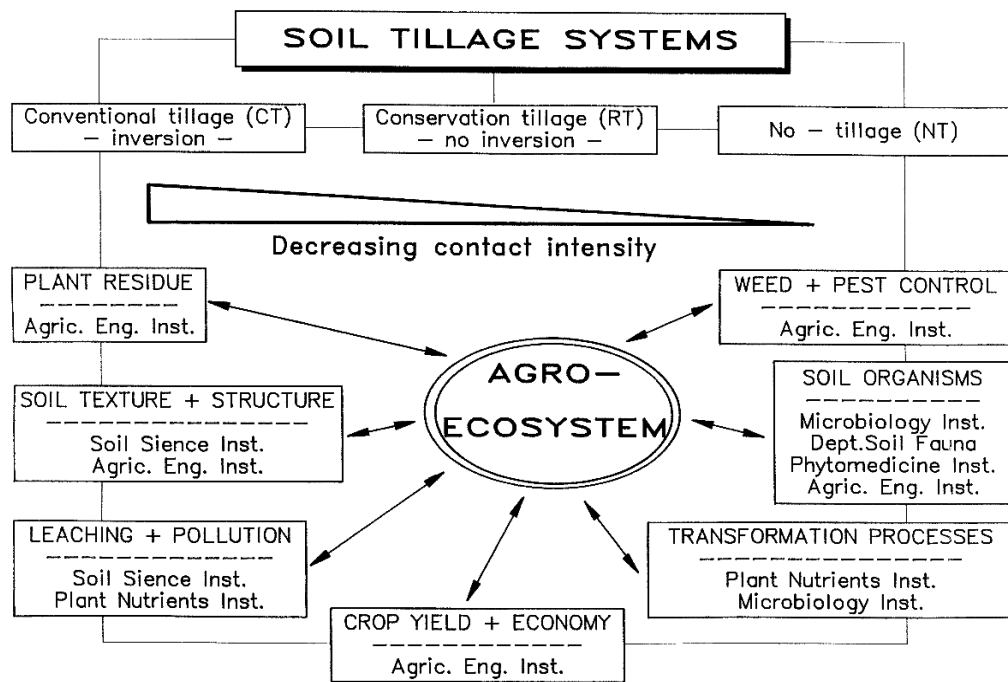 SOIL TILLAGE SYSTEMS
Conventional tillage (CT)
– inversion –
Conservation tillage (RT)
– no inversion –
No – tillage (NT)
Decreasing contact intensity
PLANT RESIDUE
Agric. Eng. Inst.
WEED + PEST CONTROL
Agric. Eng. Inst.
AGRO–
ECOSYSTEM
SOIL TEXTURE + STRUCTURE
Soil Sience Inst.
Agric. Eng. Inst.
SOIL ORGANISMS
Microbiology Inst.
Dept.Soil Fauna
Phytomedicine Inst.
Agric. Eng. Inst.
LEACHING + POLLUTION
Soil Sience Inst.
Plant Nutrients Inst.
TRANSFORMATION PROCESSES
Plant Nutrients Inst.
Microbiology Inst.
CROP YIELD + ECONOMY
Agric. Eng. Inst.